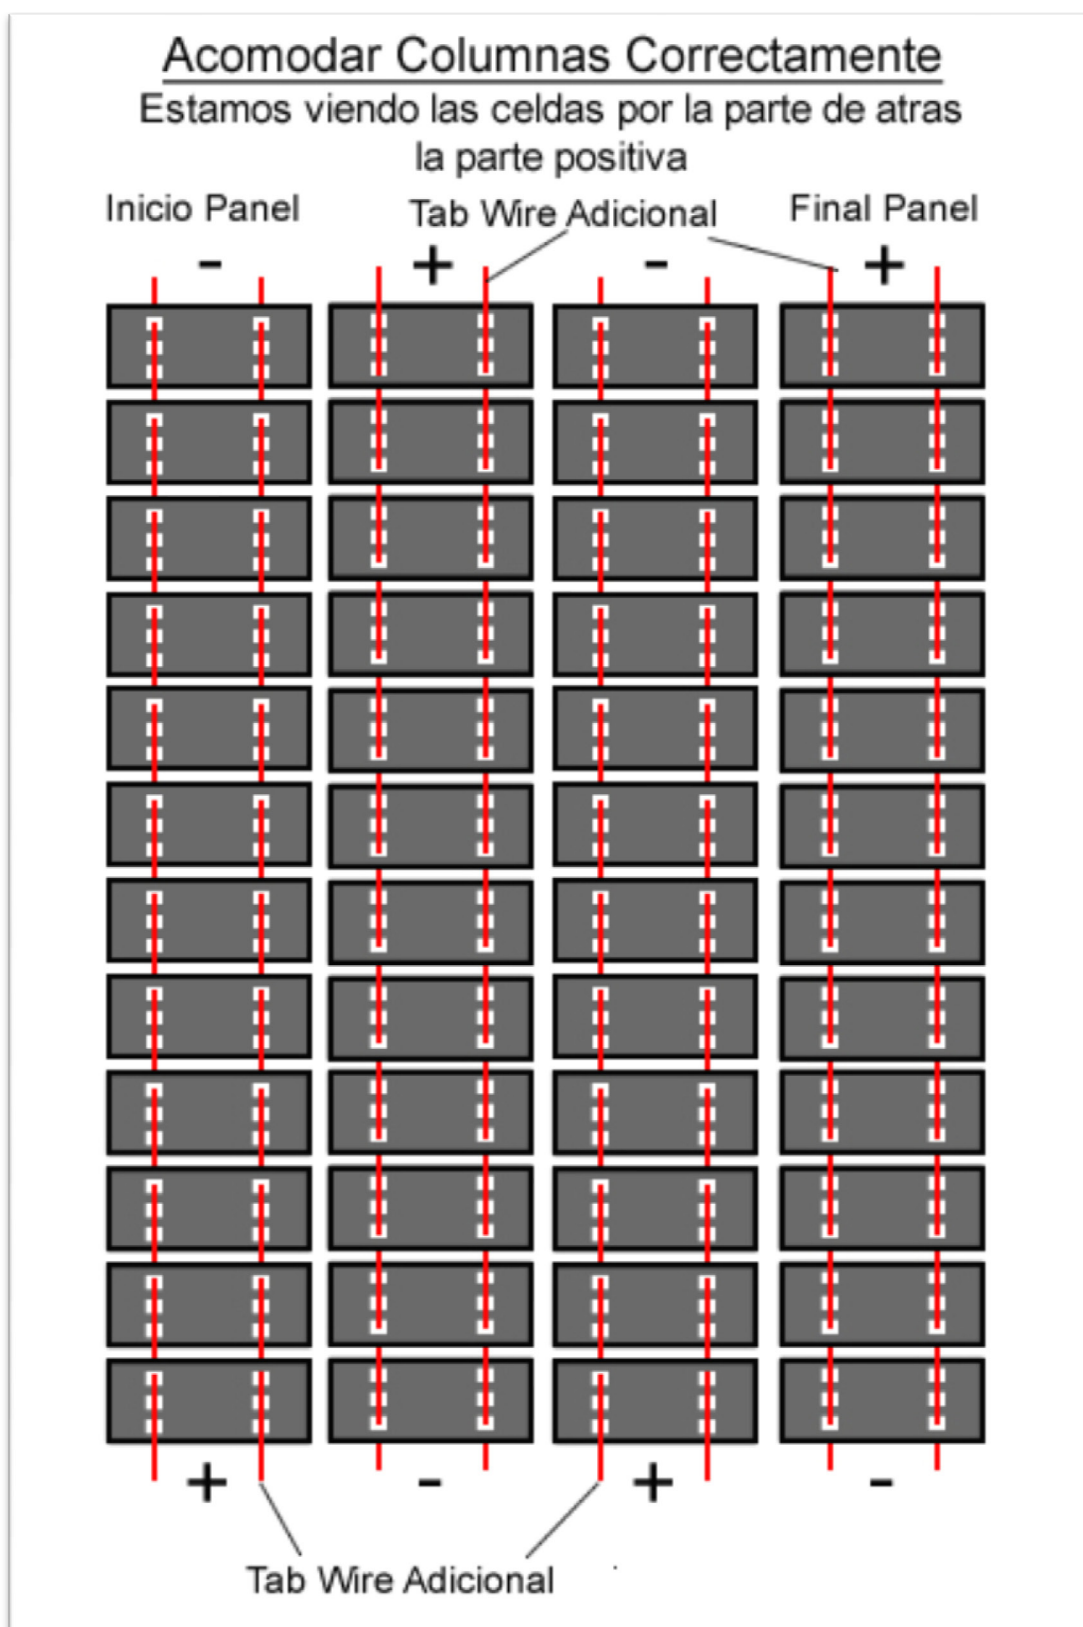 Acomodar Columnas Correctamente
Estamos viendo las celdas por la parte de atras
la parte positiva
Inicio Panel
Tab Wire Adicional
Final Panel
- + - +
+ - + -
Tab Wire Adicional